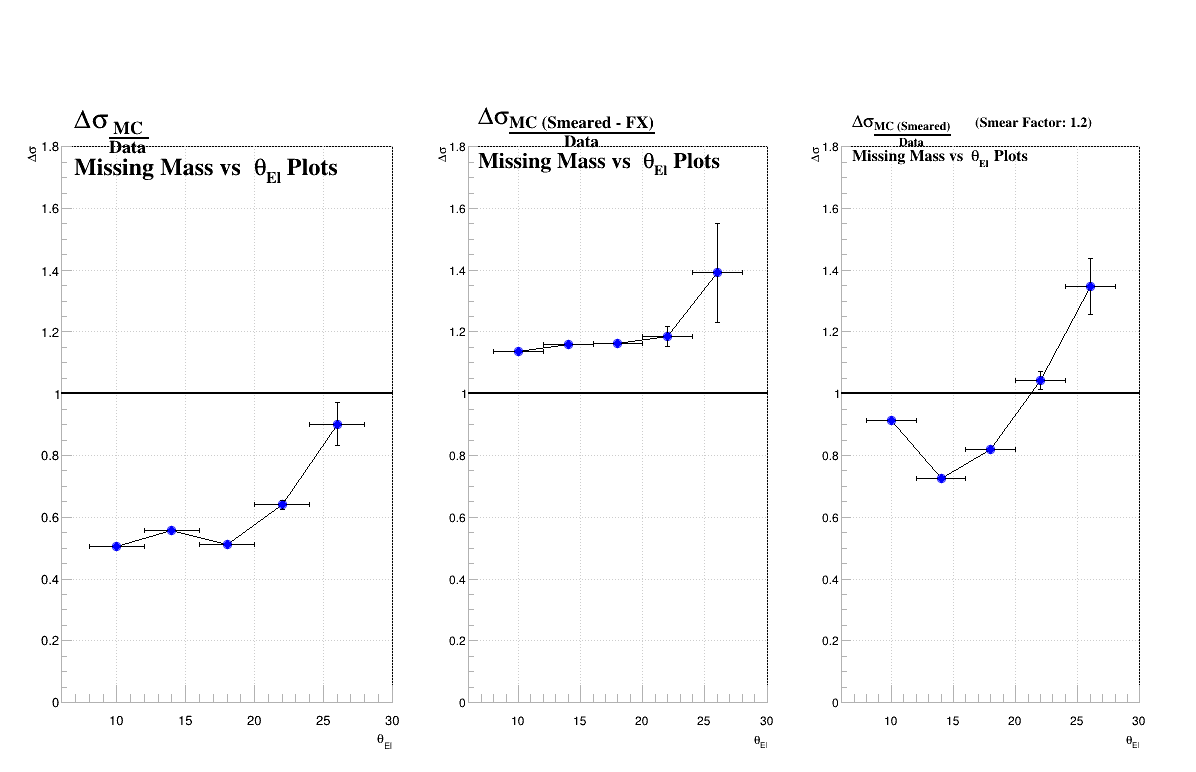 Δσ MC
Data
Missing Mass vs θEl Plots
Δσ
1.8
1.6
1.4
1.2
1
0.8
0.6
0.4
0.2
0
10 15 20 25 30
θEl
Δσ MC (Smeared - FX)
Data
Missing Mass vs θEl Plots
Δσ
1.8
1.6
1.4
1.2
1
0.8
0.6
0.4
0.2
0
10 15 20 25 30
θEl
Δσ MC (Smeared) (Smear Factor: 1.2)
Data
Missing Mass vs θEl Plots
Δσ
1.8
1.6
1.4
1.2
1
0.8
0.6
0.4
0.2
0
10 15 20 25 30
θEl